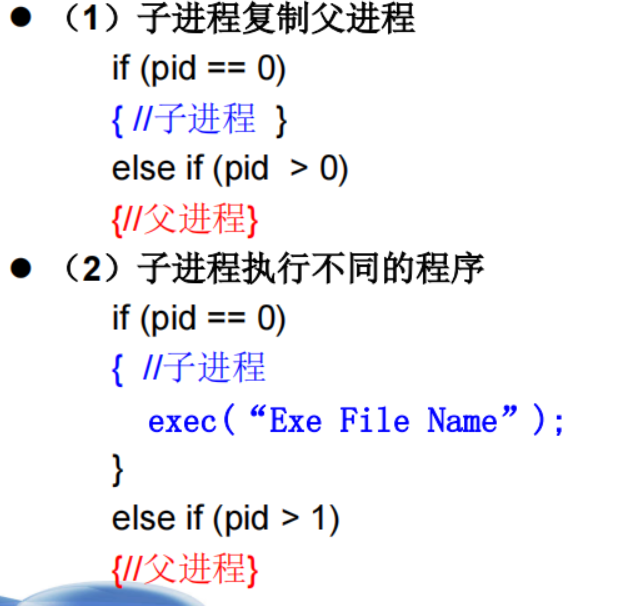 ● （1）子进程复制父进程
if (pid == 0)
{ //子进程 }
else if (pid > 0)
{//父进程}
● （2）子进程执行不同的程序
if (pid == 0)
{ //子进程
exec(“Exe File Name”);
}
else if (pid > 1)
{//父进程}